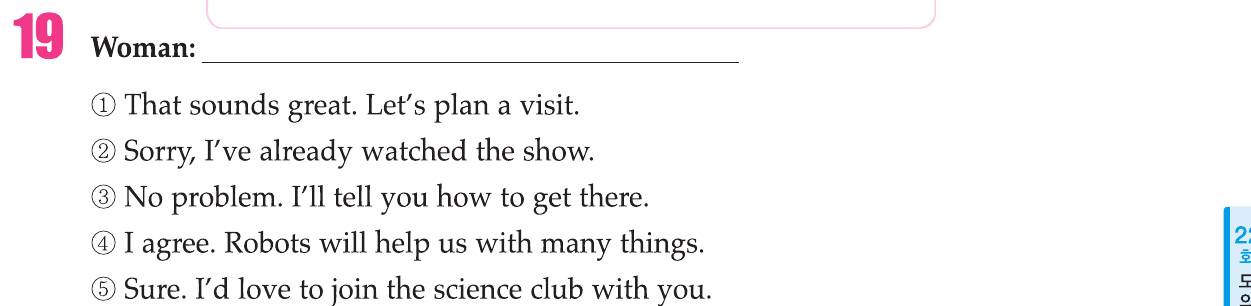 19
Woman:
① That sounds great. Let's plan a visit.
② Sorry, I've already watched the show.
③ No problem. I'll tell you how to get there.
④ I agree. Robots will help us with many things.
⑤ Sure. I'd love to join the science club with you.
회